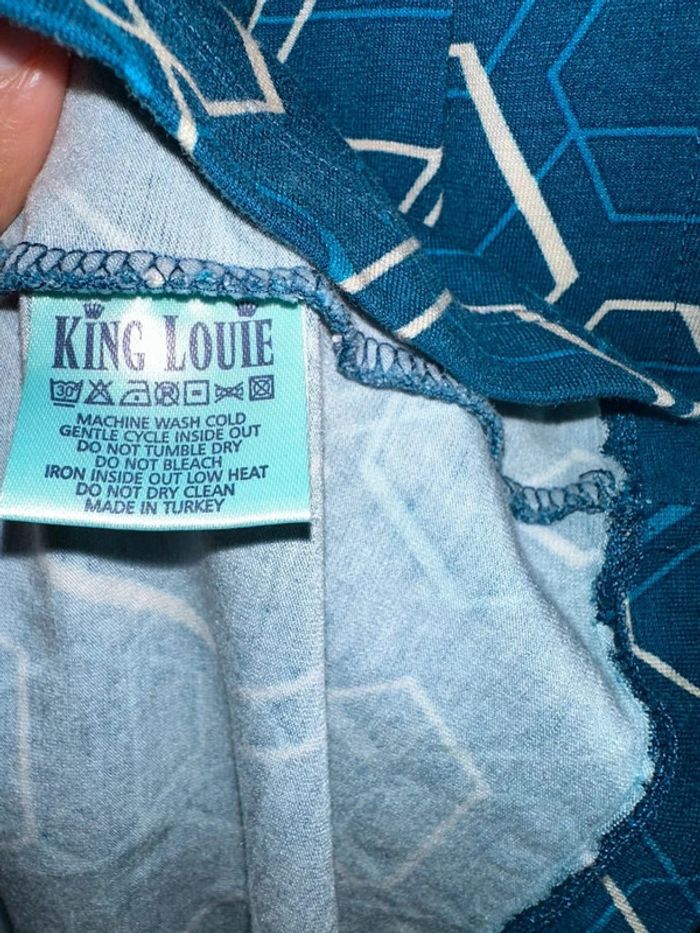 KING LOUIE
30°
MACHINE WASH COLD
GENTLE CYCLE INSIDE OUT
DO NOT TUMBLE DRY
DO NOT BLEACH
IRON INSIDE OUT LOW HEAT
DO NOT DRY CLEAN
MADE IN TURKEY